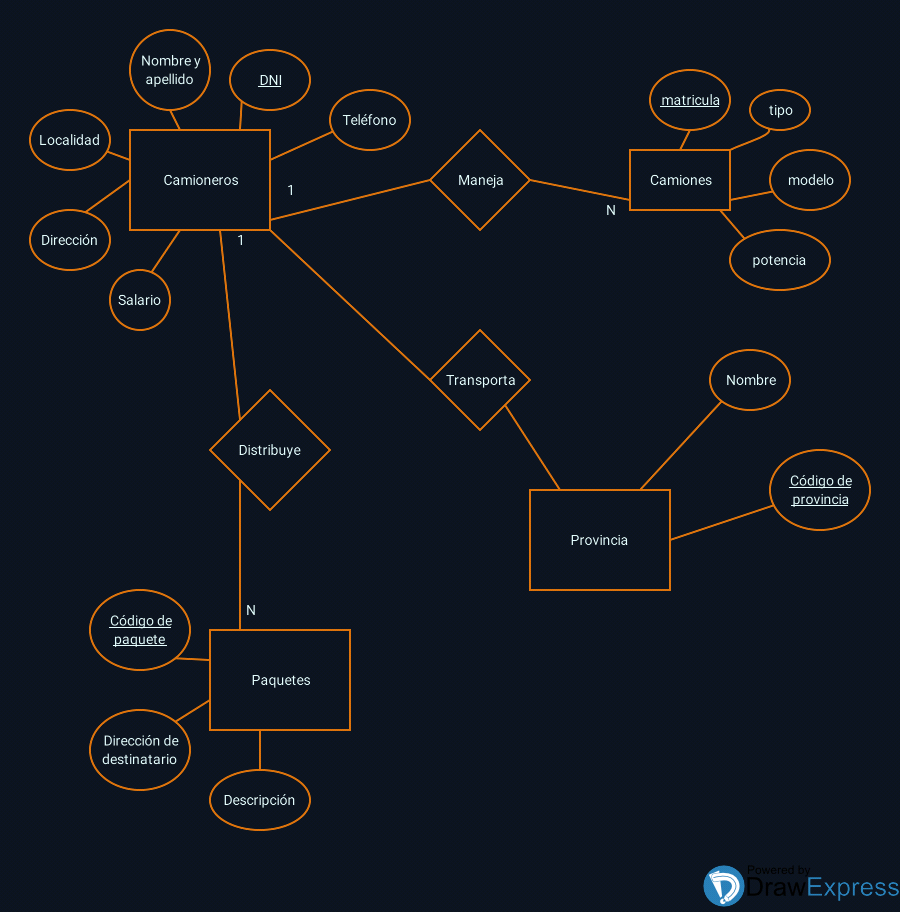 Nombre y
apellido
DNI
Teléfono
Localidad
Camioneros
Dirección
Salario
1
1
Maneja
N
matricula
tipo
Camiones
modelo
potencia
Transporta
Nombre
Distribuye
Código de
provincia
Provincia
N
Código de
paquete
Paquetes
Dirección de
destinatario
Descripción
Powered by
DrawExpress